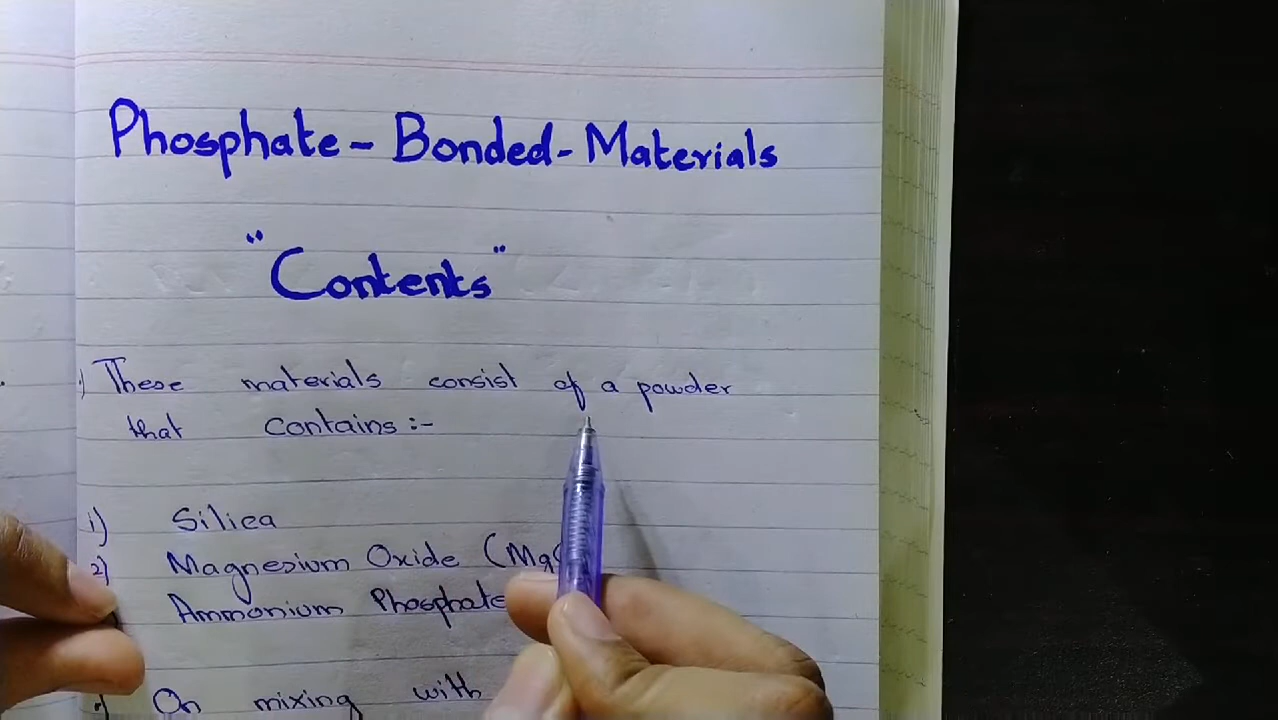 Phosphate - Bonded - Materials
"Contents"
These materials consist of a powder
that contains :-
1) Silica
2) Magnesium Oxide (Mg
Ammonium Phosphate
On mixing with